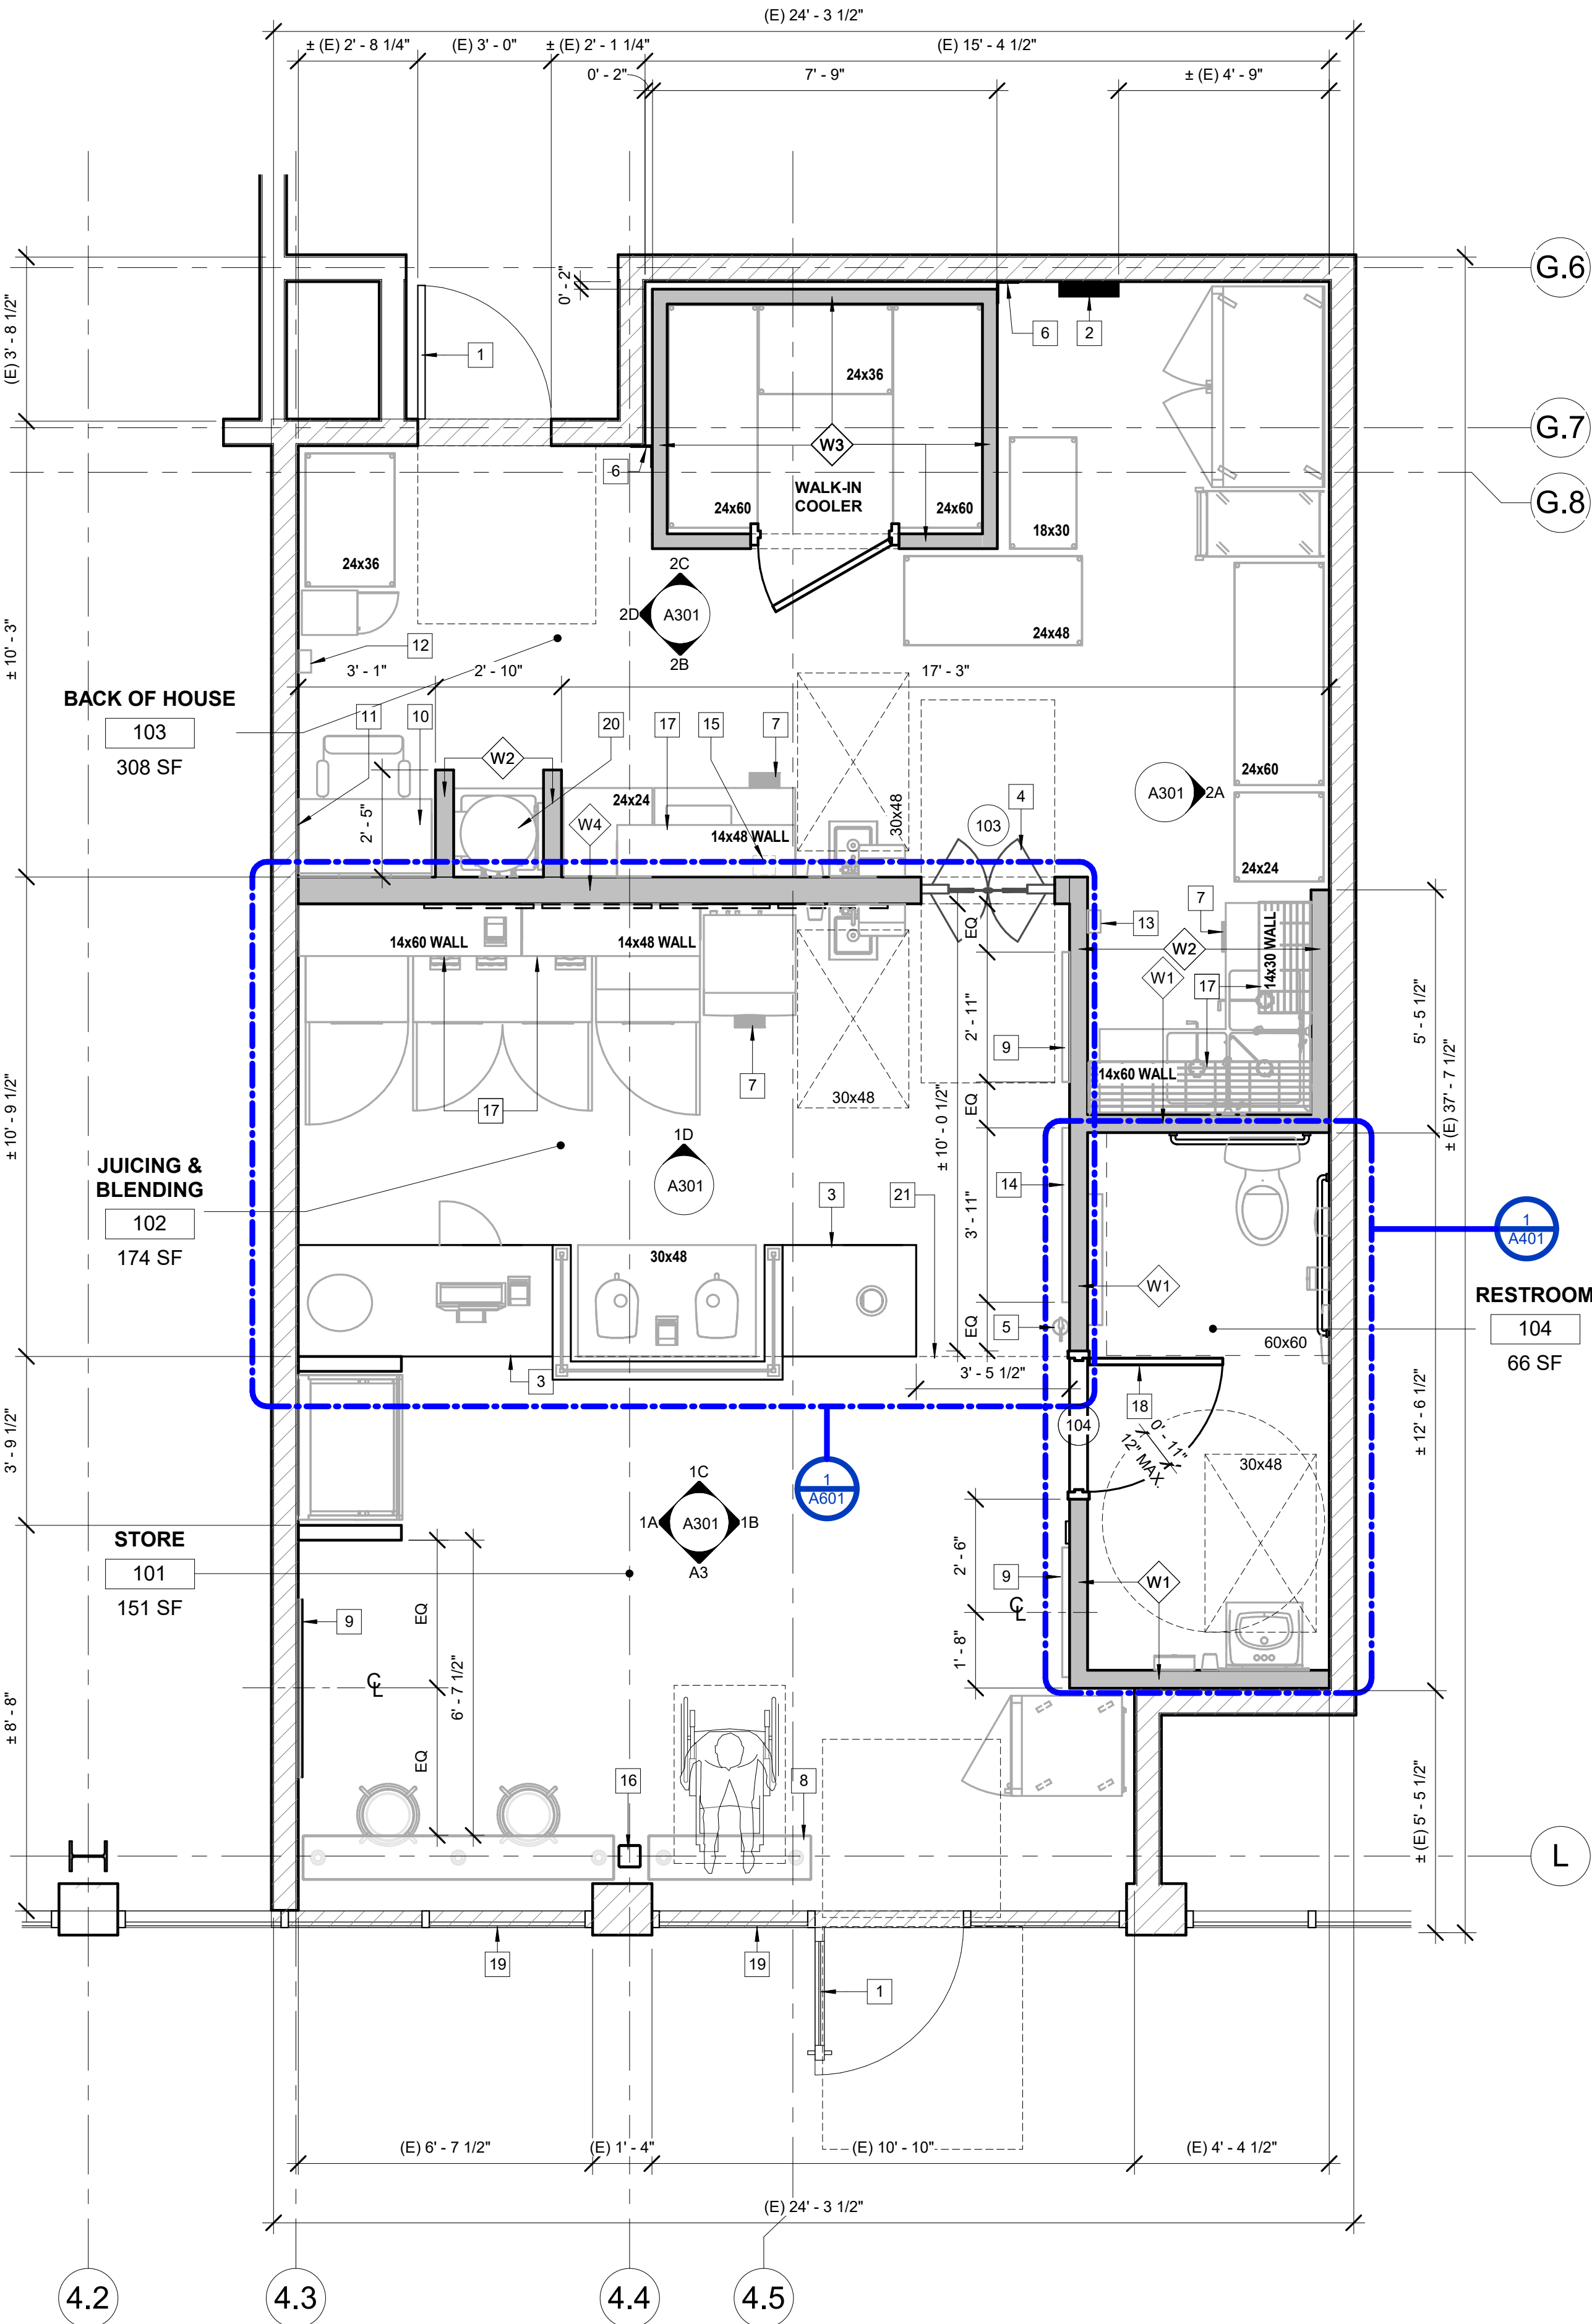 (E) 24' - 3 1/2"
± (E) 2' - 8 1/4"
(E) 3' - 0"
± (E) 2' - 1 1/4"
(E) 15' - 4 1/2"
0' - 2"
7' - 9"
± (E) 4' - 9"
G.6
0' - 2"
6
2
(E) 3' - 8 1/2"
1
24x36
G.7
W3
6
WALK-IN
COOLER
24x60
24x60
18x30
G.8
24x36
2C
2D
A301
2B
24x48
± 10' - 3"
12
3' - 1"
2' - 10"
17' - 3"
BACK OF HOUSE
103
308 SF
11
10
20
17
15
7
W2
24x60
2' - 5"
24x24
W4
14x48 WALL
30x48
103
4
A301
2A
24x24
7
13
W2
14x30 WALL
EQ
14x60 WALL
14x48 WALL
W1
17
5' - 5 1/2"
± (E) 37' - 7 1/2"
2' - 11"
9
14x60 WALL
7
17
30x48
EQ
± 10' - 0 1/2"
± 10' - 9 1/2"
JUICING &
BLENDING
102
174 SF
1D
A301
3
21
14
3' - 11"
1
A401
30x48
W1
RESTROOM
104
66 SF
5
EQ
60x60
3
3' - 5 1/2"
18
104
0' - 11"
12" MAX.
30x48
± 12' - 6 1/2"
3' - 9 1/2"
1
A601
1C
1A
A301
1B
A3
STORE
101
151 SF
2' - 6"
9
W1
9
EQ
CL
1' - 8"
CL
6' - 7 1/2"
± 8' - 8"
EQ
16
8
± (E) 5' - 5 1/2"
L
19
19
1
(E) 6' - 7 1/2"
(E) 1' - 4"
(E) 10' - 10"
(E) 4' - 4 1/2"
(E) 24' - 3 1/2"
4.2
4.3
4.4
4.5